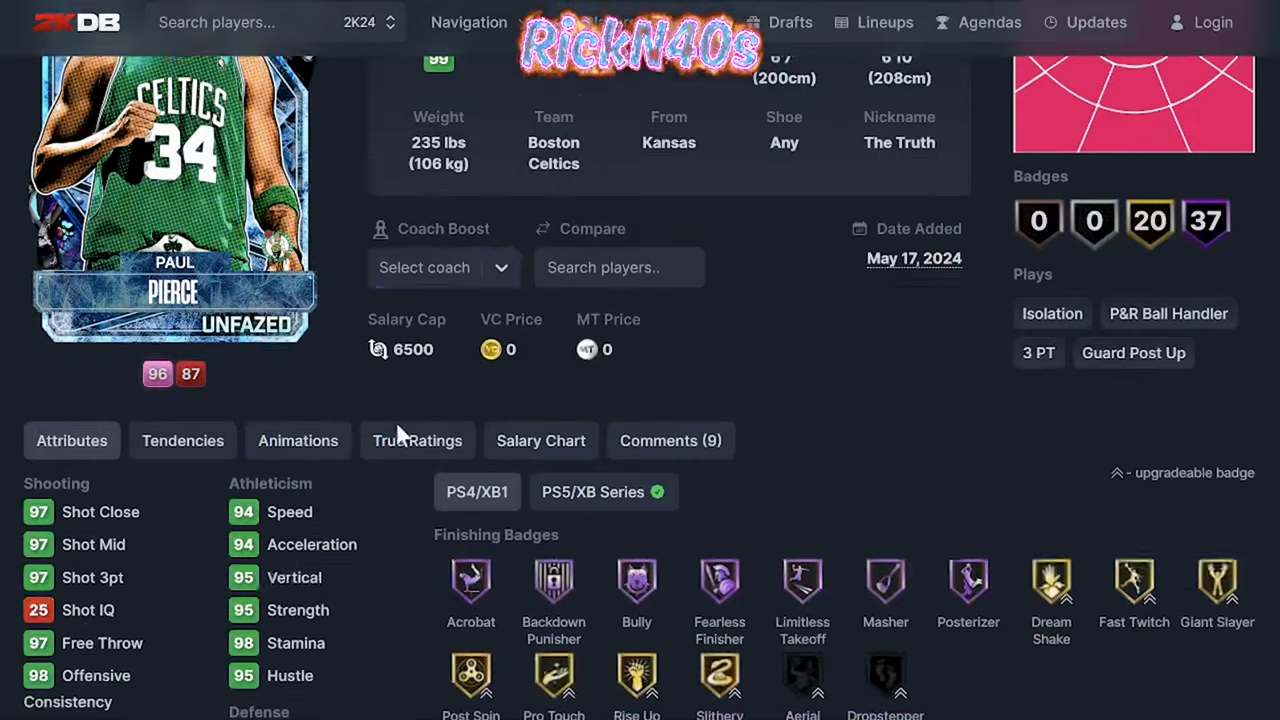 2KDB
Search players...
2K24
Navigation
Drafts
Lineups
Agendas
Updates
Login
RickN40s
99
(200cm)
(208cm)
CELTICS
34
PAUL
PIERCE
UNFAZED
96 87
Weight
235 lbs
(106 kg)
Team
Boston
Celtics
From
Kansas
Shoe
Any
Nickname
The Truth
Coach Boost
Select coach
Compare
Search players..
Date Added
May 17, 2024
Salary Cap
6500
VC Price
VC 0
MT Price
MT 0
Badges
0 0 20 37
Plays
Isolation
P&R Ball Handler
3 PT
Guard Post Up
Attributes
Tendencies
Animations
Salary Chart
Comments (9)
Shooting
97 Shot Close
97 Shot Mid
97 Shot 3pt
25 Shot IQ
97 Free Throw
98 Offensive
Consistency
Athleticism
94 Speed
94 Acceleration
95 Vertical
95 Strength
98 Stamina
95 Hustle
Defense
PS4/XB1
PS5/XB Series
- upgradeable badge
Finishing Badges
Acrobat
Backdown
Punisher
Bully
Fearless
Finisher
Limitless
Takeoff
Masher
Posterizer
Dream
Shake
Fast Twitch
Giant Slayer
Post Spin
Pro Touch
Rise Up
Slithery
Aerial
Dropstepper